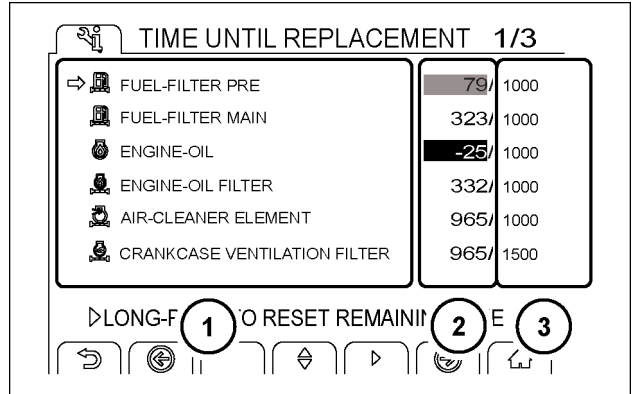 TIME UNTIL REPLACEMENT 1/3
FUEL-FILTER PRE 79/ 1000
FUEL-FILTER MAIN 323/ 1000
ENGINE-OIL -25/ 1000
ENGINE-OIL FILTER 332/ 1000
AIR-CLEANER ELEMENT 965/ 1000
CRANKCASE VENTILATION FILTER 965/ 1500
RESET
1 2 3